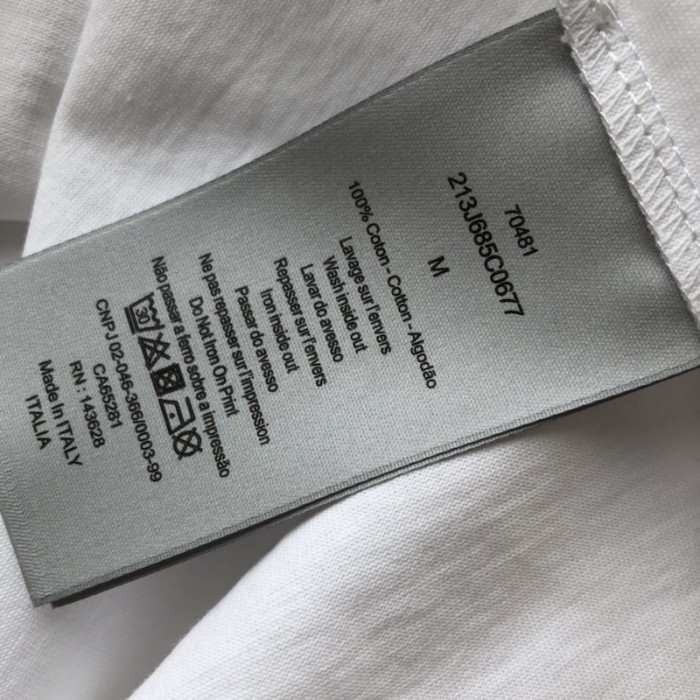 70481
213J685C0677
M
100% Coton - Cotton - Algodão
Lavage sur l'envers
Wash inside out
Lavar do avesso
Repasser sur l'envers
Iron inside out
Passar do avesso
Ne pas repasser sur l'impression
Do Not Iron On Print
Não passar a ferro sobre a impressão
30
CNPJ 02-046-366/0003-99
CA65281
RN : 143628
Made In ITALY
ITALIA